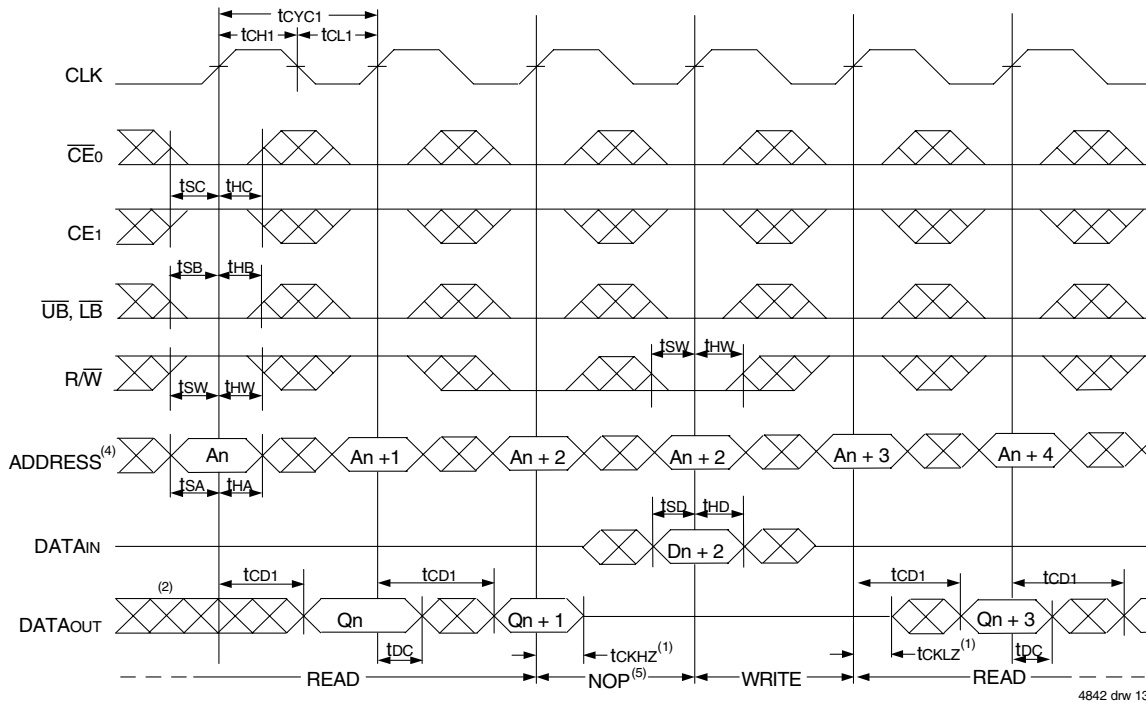 tCYC1
tCH1 tCL1
CLK
CE0
tSC tHC
CE1
tSB tHB
UB, LB
tSW tHW
R/W
tSW tHW
ADDRESS(4) An An +1 An + 2 An + 2 An + 3 An + 4
tSA tHA
tSD tHD
DATAIN Dn + 2
tCD1 tCD1 tCD1 tCD1
(2)
DATAOUT Qn Qn + 1 Qn + 3
tDC tCKHZ(1) tCKLZ(1) tDC
READ NOP(5) WRITE READ
4842 drw 13